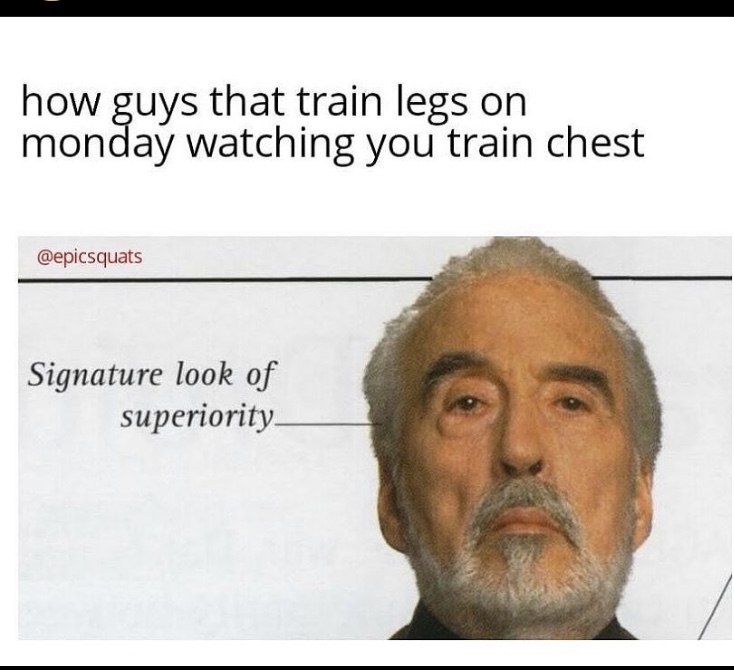 how guys that train legs on
monday watching you train chest
@epicsquats
Signature look of
superiority